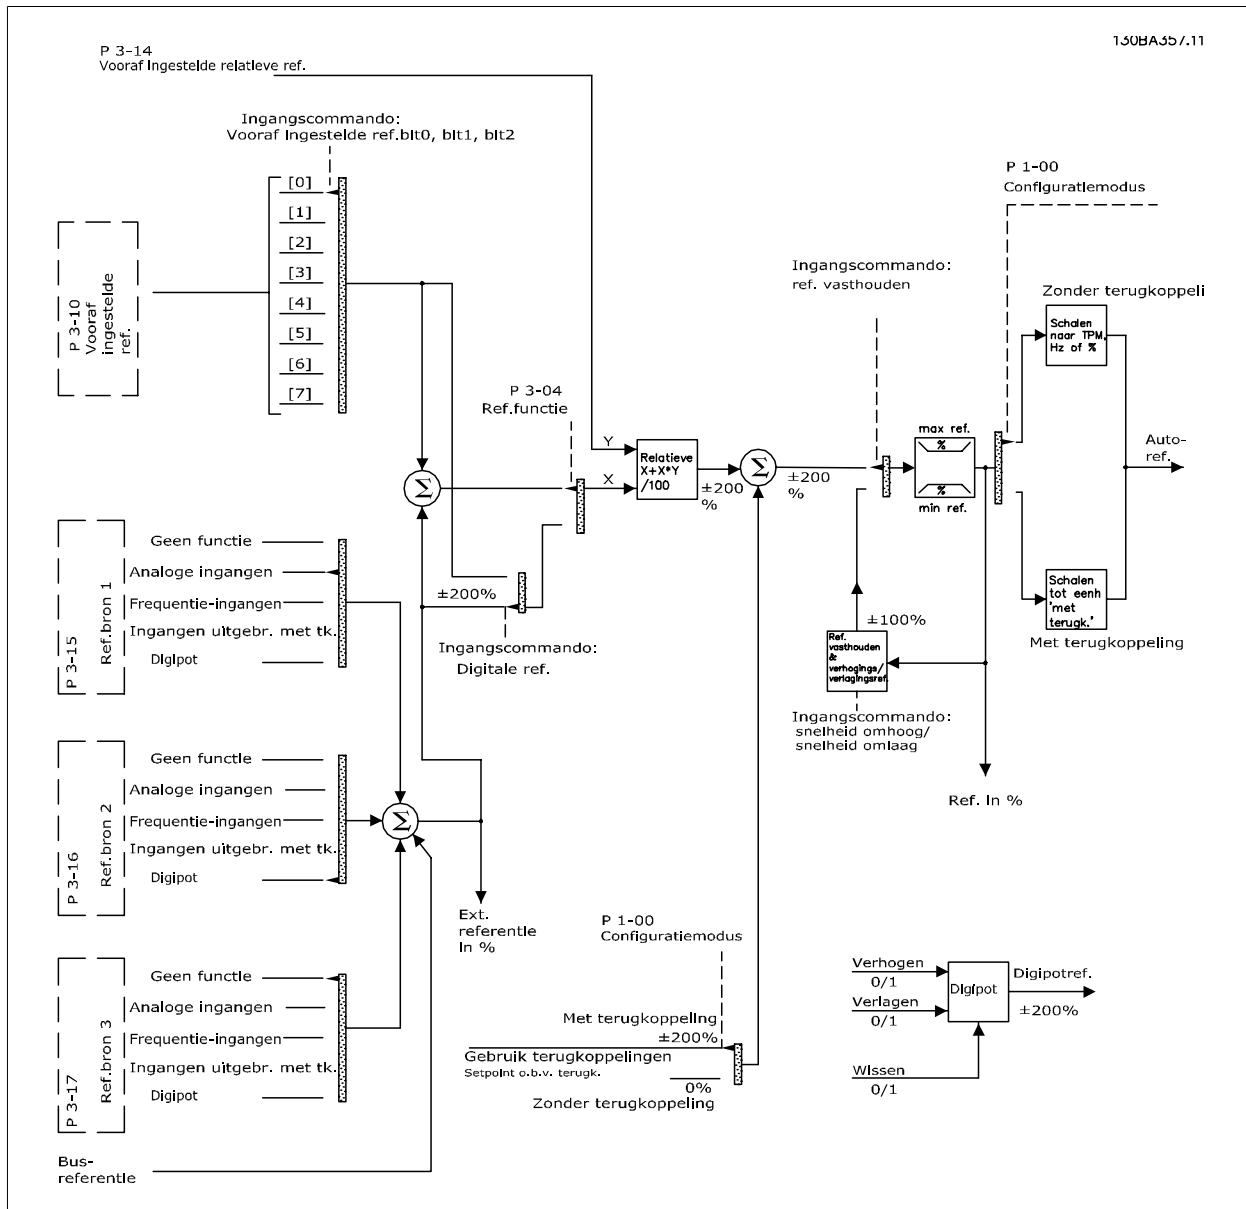 130BA357.11
P 3-14
Vooraf Ingestelde relatieve ref.
Ingangscommando:
Vooraf Ingestelde ref.bit0, bit1, bit2
P 3-10
Vooraf
ingestelde
ref.
[0]
[1]
[2]
[3]
[4]
[5]
[6]
[7]
P 3-04
Ref.functie
Y
X
Relatieve
X+X*Y
/100
±200
%
Σ
Σ
±200
%
Ingangscommando:
ref. vasthouden
max ref.
%
%
min ref.
P 1-00
Configuratiemodus
Zonder terugkoppeli
Schalen
naar TPM,
Hz of %
Auto-
ref.
Schalen
tot eenh
'met
terugk.'
Met terugkoppeling
±100%
Ref.
vasthouden
&
verhogings/
verlagingsref.
Ingangscommando:
snelheid omhoog/
snelheid omlaag
Ref. In %
±200%
Ingangscommando:
Digitale ref.
P 3-15
Ref.bron 1
Geen functie
Analoge ingangen
Frequentie-ingangen
Ingangen uitgebr. met tk.
Digipot
P 3-16
Ref.bron 2
Geen functie
Analoge ingangen
Frequentie-ingangen
Ingangen uitgebr. met tk.
Digipot
Σ
Ext.
referentie
In %
P 3-17
Ref.bron 3
Geen functie
Analoge ingangen
Frequentie-ingangen
Ingangen uitgebr. met tk.
Digipot
Bus-
referentie
P 1-00
Configuratiemodus
Met terugkoppeling
±200%
Gebruik terugkoppelingen
Setpoint o.b.v. terugk.
0%
Zonder terugkoppeling
Verhogen
0/1
Verlagen
0/1
Wissen
0/1
Digipot
Digipotref.
±200%